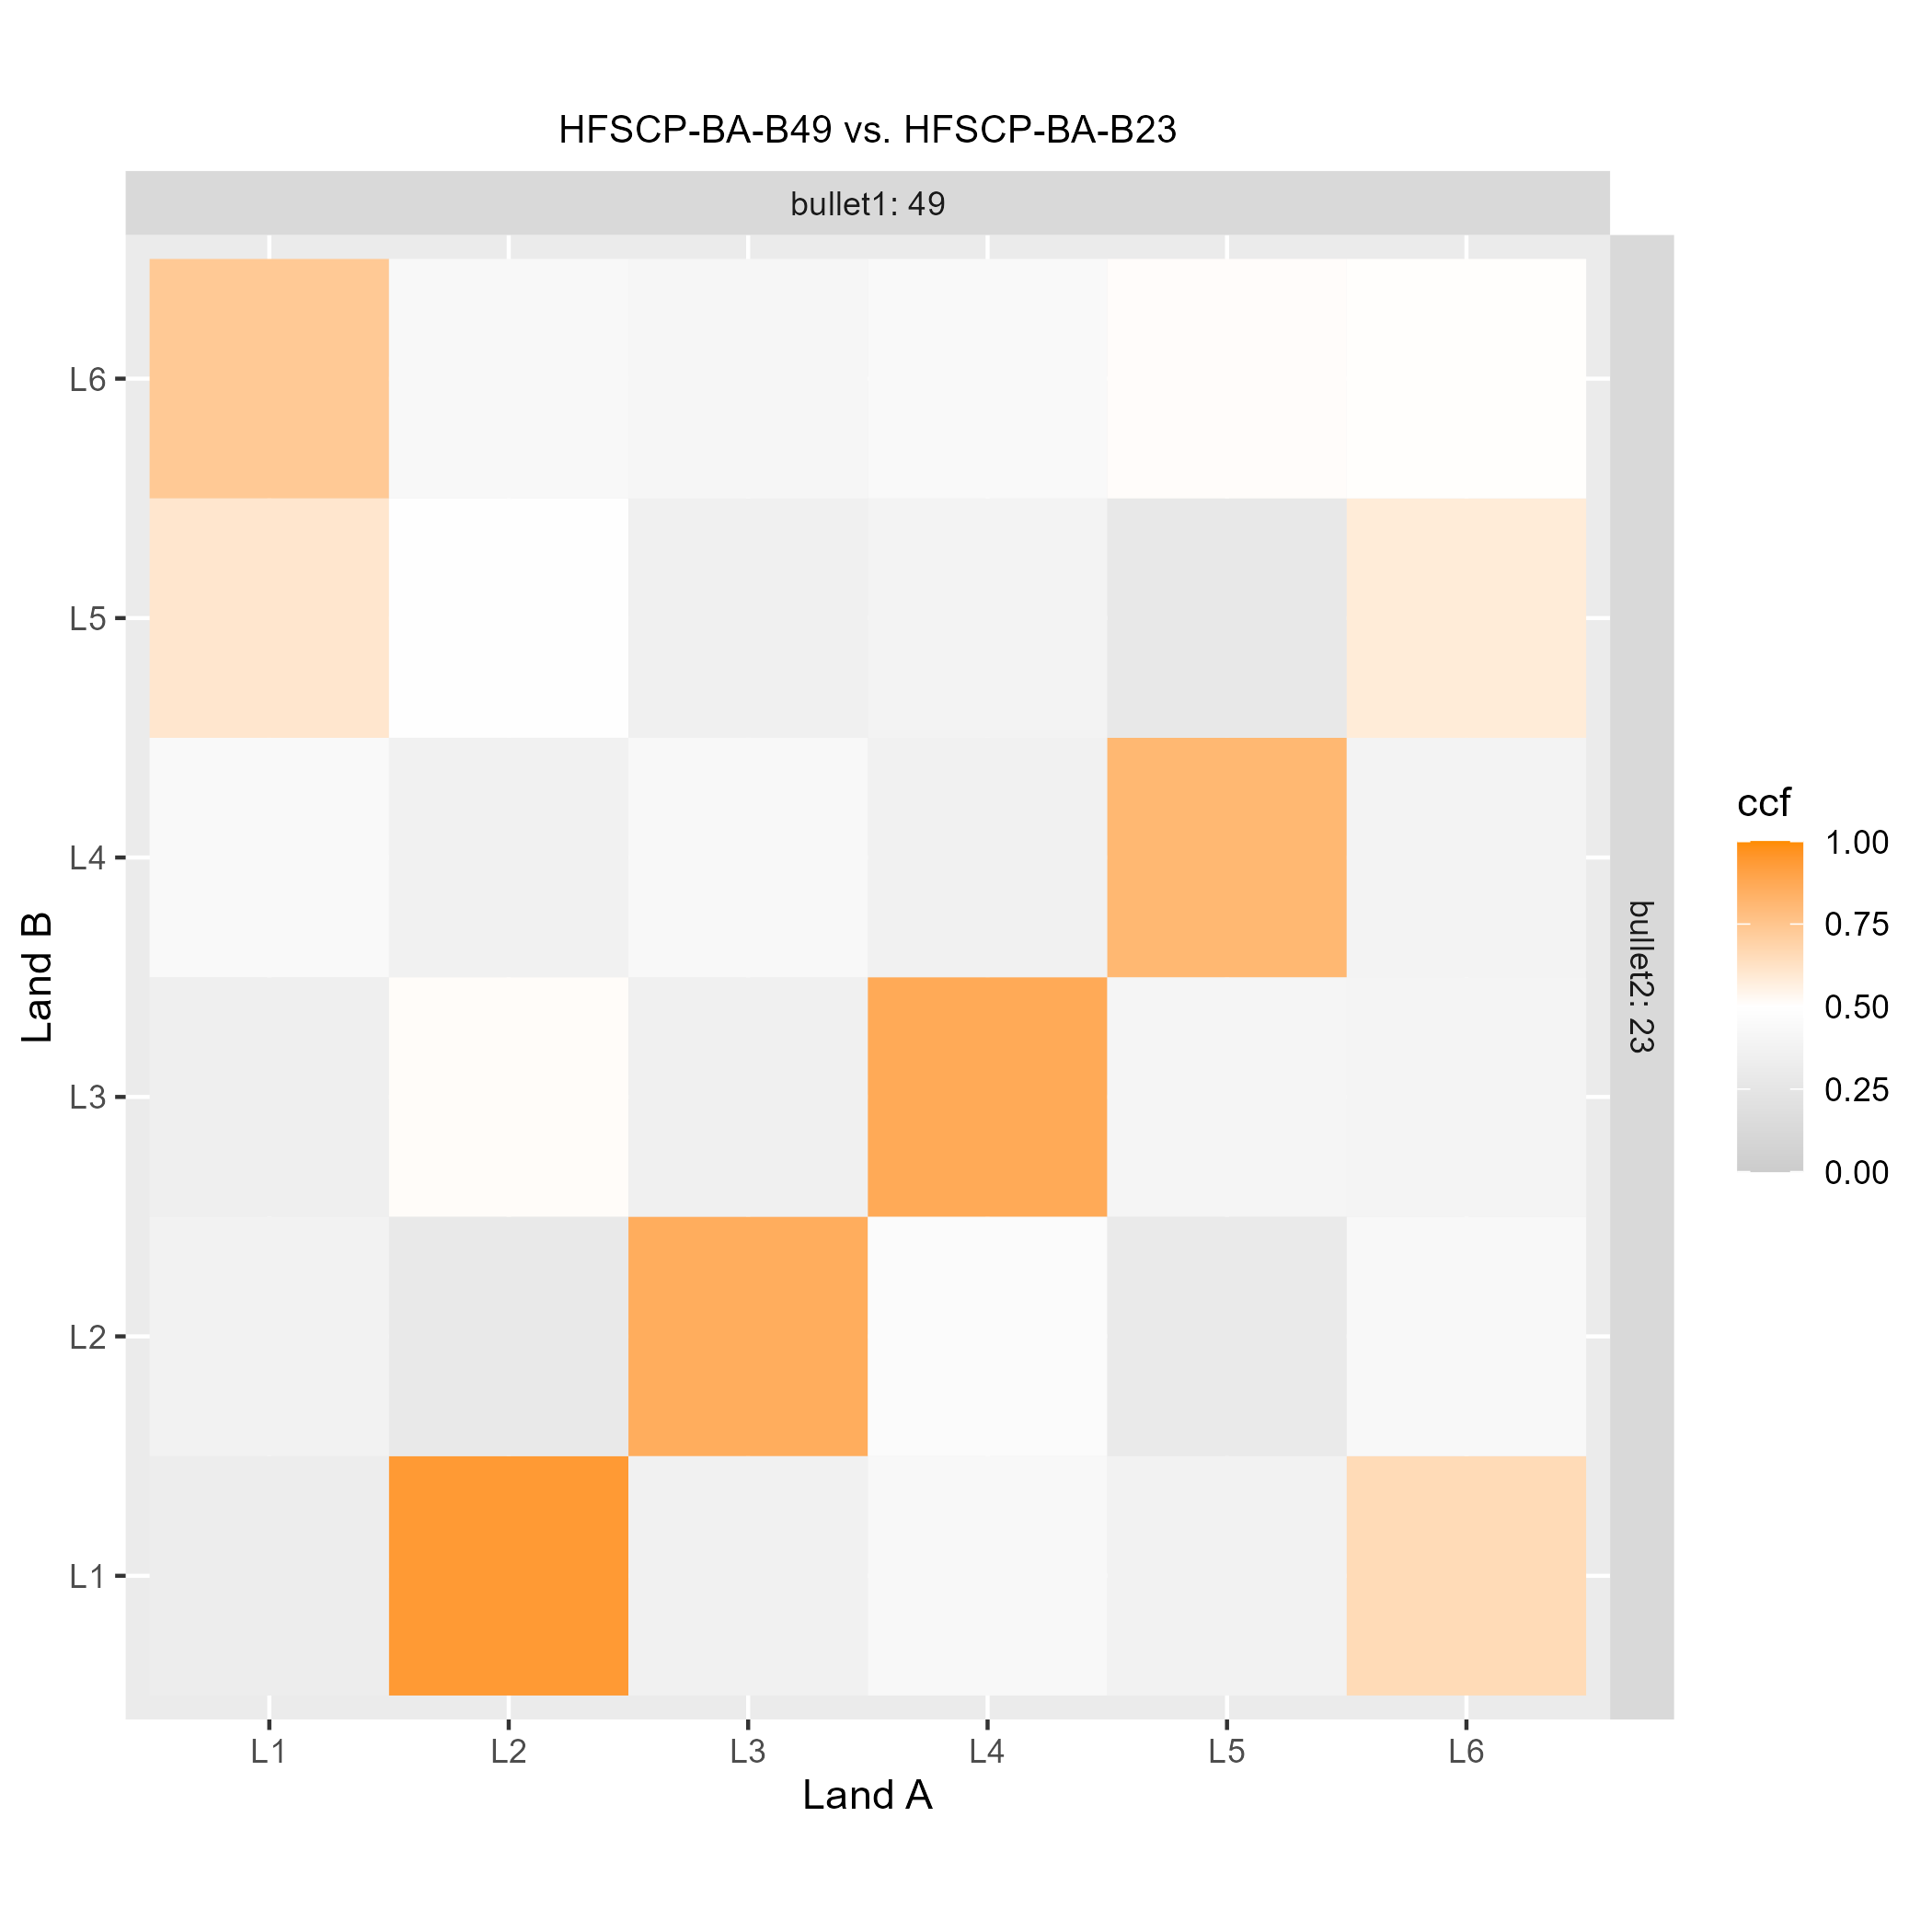 HFSCP-BA-B49 vs. HFSCP-BA-B23
bullet1: 49
L6
L5
L4
L3
L2
L1
Land B
bullet2: 23
L1 L2 L3 L4 L5 L6
Land A
ccf
1.00
0.75
0.50
0.25
0.00